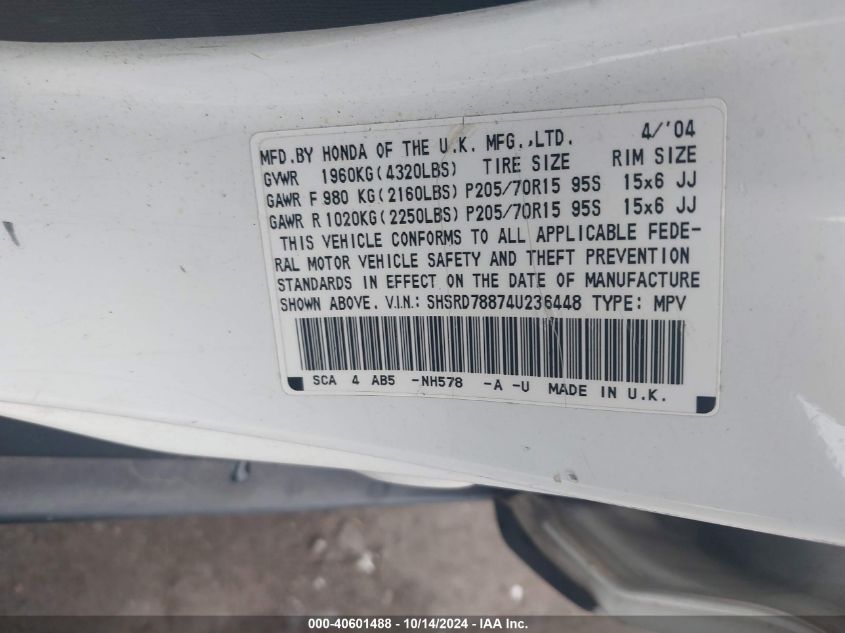 MFD.BY HONDA OF THE U.K. MFG.,LTD. 4/'04
GVWR 1960KG(4320LBS) TIRE SIZE RIM SIZE
GAWR F 980 KG(2160LBS) P205/70R15 95S 15x6 JJ
GAWR R 1020KG(2250LBS) P205/70R15 95S 15x6 JJ
THIS VEHICLE CONFORMS TO ALL APPLICABLE FEDE-
RAL MOTOR VEHICLE SAFETY AND THEFT PREVENTION
STANDARDS IN EFFECT ON THE DATE OF MANUFACTURE
SHOWN ABOVE. V.I.N.: SHSRD78874U236448 TYPE: MPV
SCA 4 AB5 -NH578 -A -U MADE IN U.K.
000-40601488 - 10/14/2024 - IAA Inc.